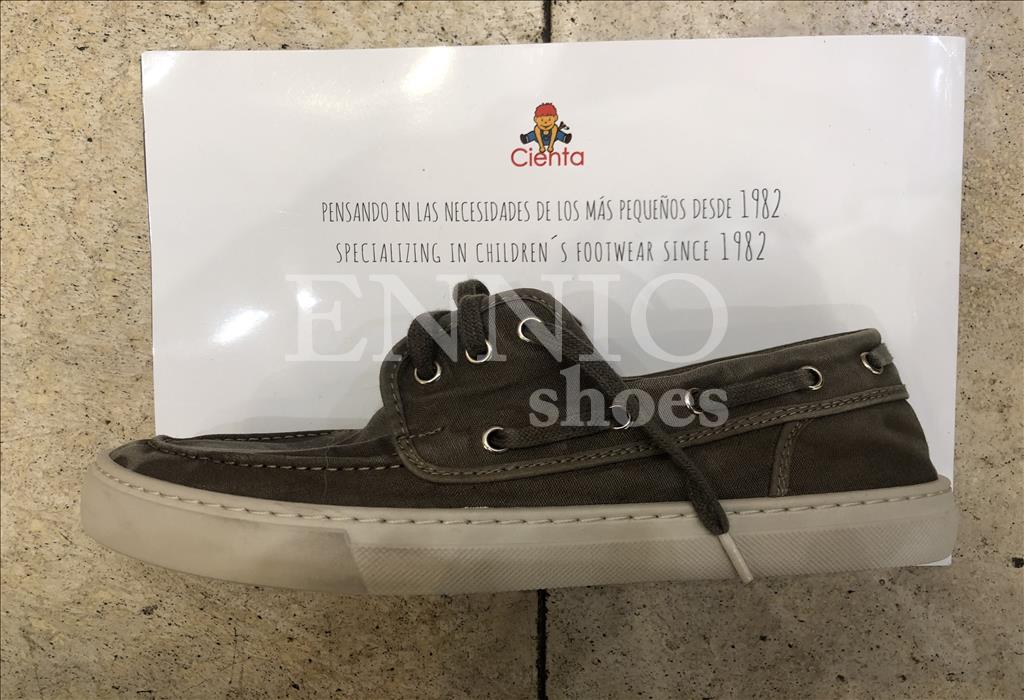 Cienta
PENSANDO EN LAS NECESIDADES DE LOS MÁS PEQUEÑOS DESDE 1982
SPECIALIZING IN CHILDREN´S FOOTWEAR SINCE 1982
ENNIO
shoes